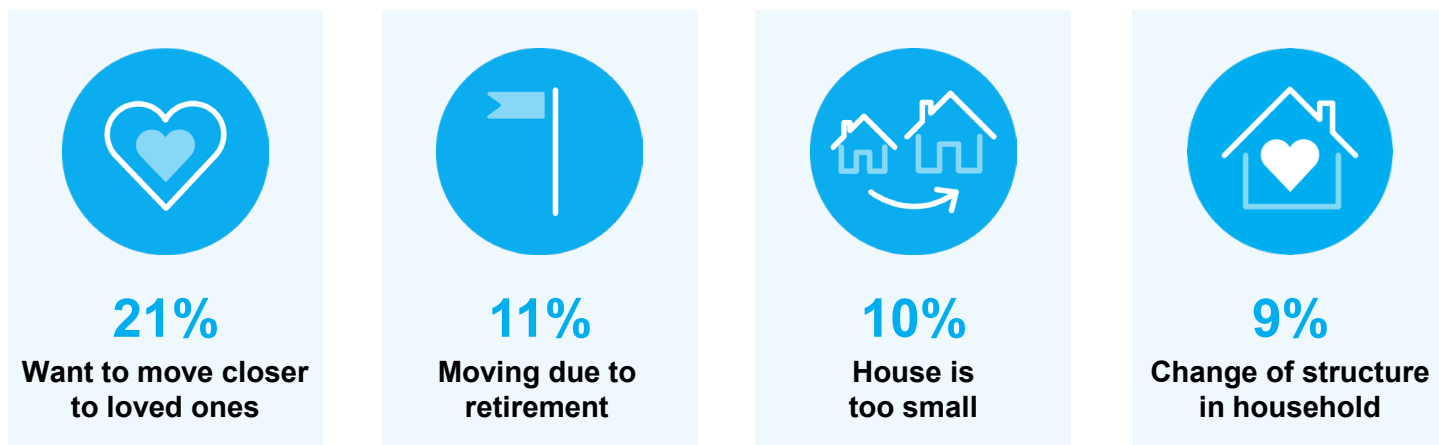 21%
Want to move closer
to loved ones
11%
Moving due to
retirement
10%
House is
too small
9%
Change of structure
in household